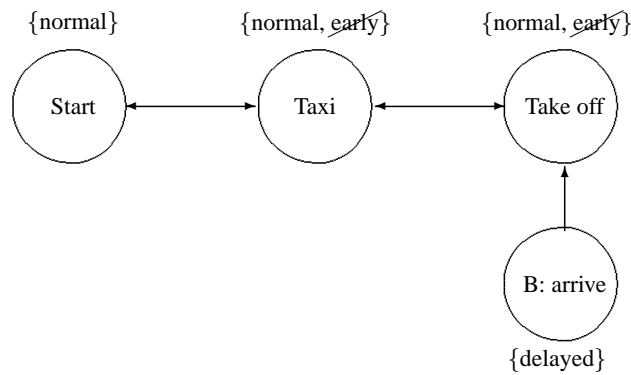 {normal}
{normal, early}
{normal, early}
Start
Taxi
Take off
B: arrive
{delayed}